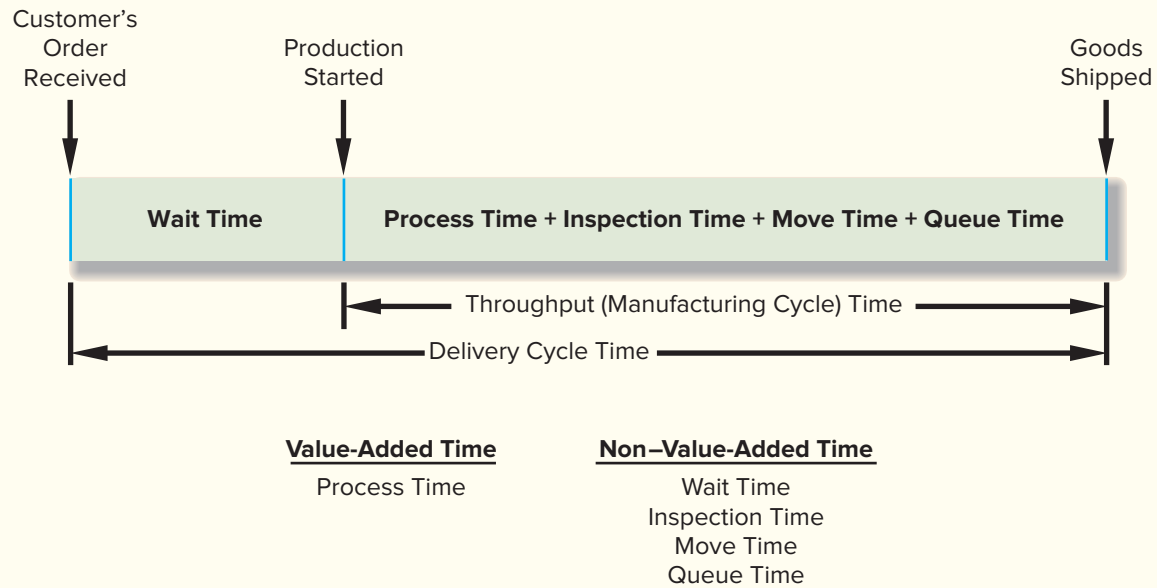 Customer's
Order
Received
Production
Started
Goods
Shipped
Wait Time
Process Time + Inspection Time + Move Time + Queue Time
Throughput (Manufacturing Cycle) Time
Delivery Cycle Time
Value-Added Time
Process Time
Non–Value-Added Time
Wait Time
Inspection Time
Move Time
Queue Time